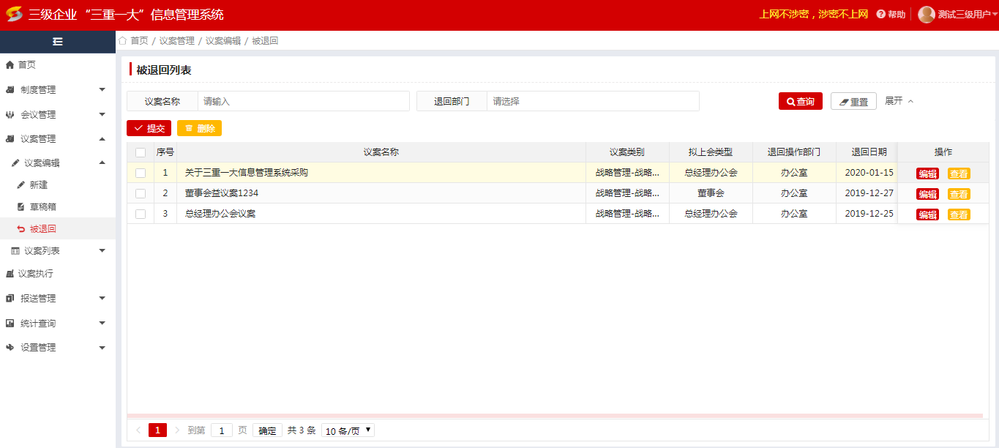 三级企业 “三重一大”信息管理系统
上网不涉密，涉密不上网 帮助 测试三级用户
首页 / 议案管理 / 议案编辑 / 被退回
首页
制度管理
会议管理
议案管理
议案编辑
新建
草稿箱
被退回
议案列表
议案执行
报送管理
统计查询
设置管理
被退回列表
议案名称 请输入 退回部门 请选择 查询 重置 展开
提交 删除
序号 议案名称 议案类别 拟上会类型 退回操作部门 退回日期 操作
1 关于三重一大信息管理系统采购 战略管理-战略... 总经理办公会 办公室 2020-01-15 编辑 查看
2 董事会益议案1234 战略管理-战略... 董事会 办公室 2019-12-27 编辑 查看
3 总经理办公会议案 战略管理-战略... 总经理办公会 办公室 2019-12-25 编辑 查看
1 到第 1 页 确定 共 3 条 10 条/页